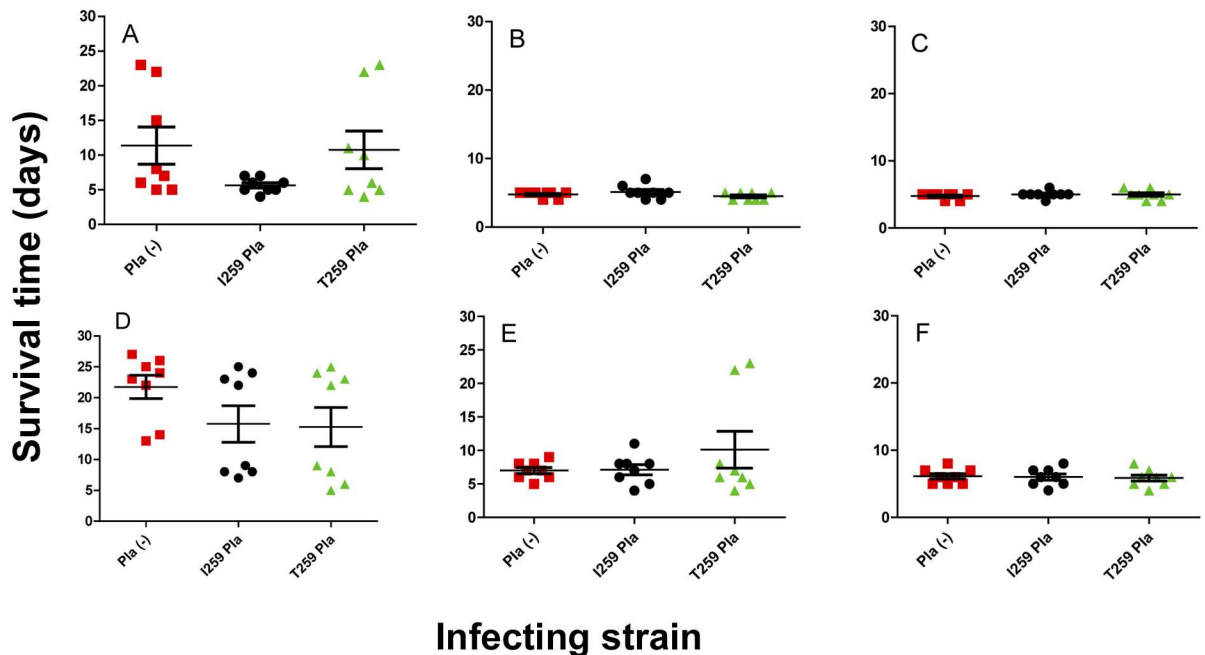 Survival time (days)
A
30
25
20
15
10
5
0
Pla (-)
I259 Pla
T259 Pla
B
30
20
10
0
Pla (-)
I259 Pla
T259 Pla
C
30
20
10
0
Pla (-)
I259 Pla
T259 Pla
D
30
25
20
15
10
5
0
Pla (-)
I259 Pla
T259 Pla
E
30
25
20
15
10
5
0
Pla (-)
I259 Pla
T259 Pla
F
30
20
10
0
Pla (-)
I259 Pla
T259 Pla
Infecting strain